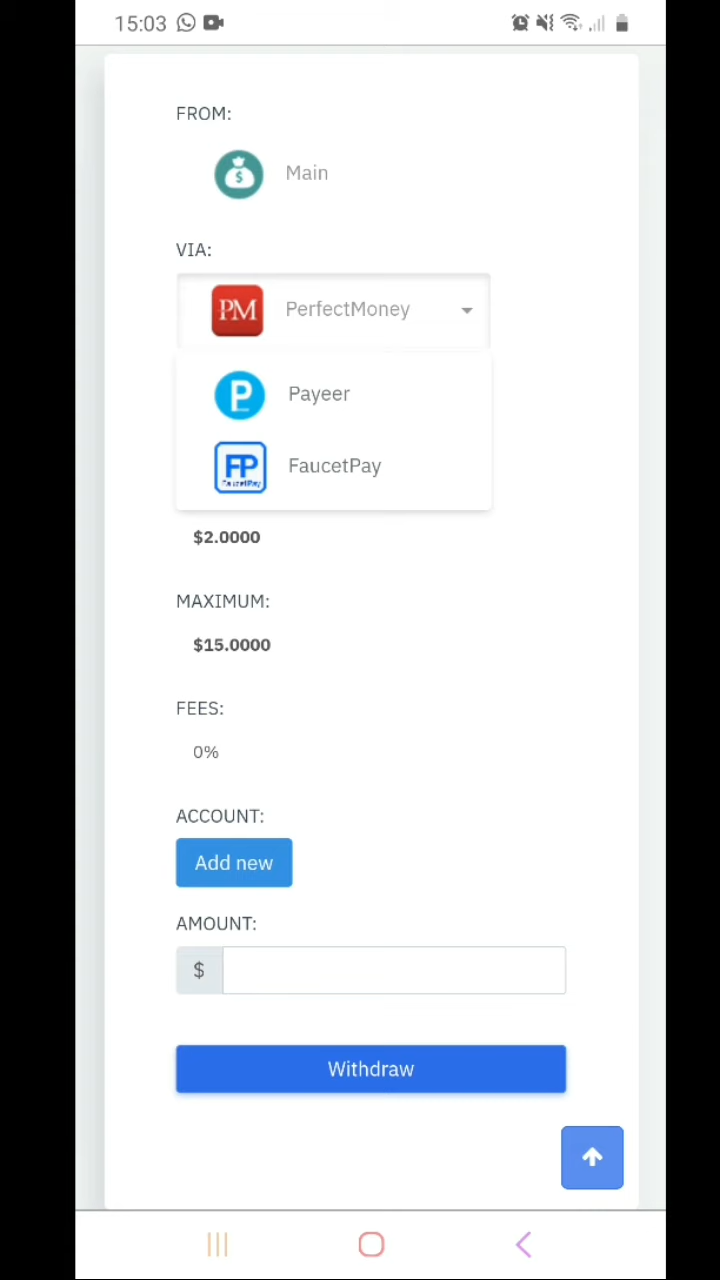 15:03
FROM:
$
Main
VIA:
PM PerfectMoney
P Payeer
FP FaucetPay
FaucetPay
$2.0000
MAXIMUM:
$15.0000
FEES:
0%
ACCOUNT:
Add new
AMOUNT:
$
Withdraw